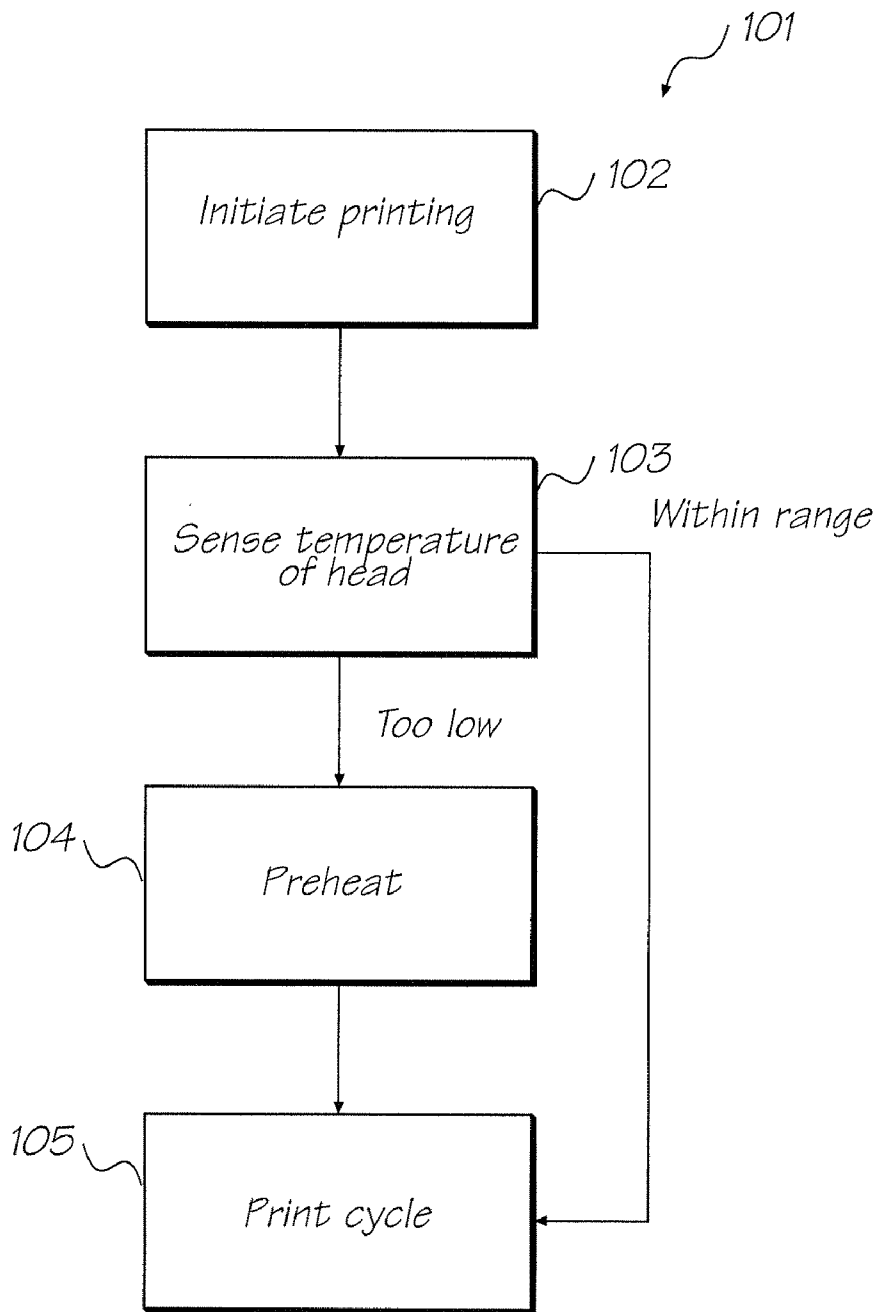 101
Initiate printing
102
103
Sense temperature
of head
Within range
Too low
104
Preheat
105
Print cycle